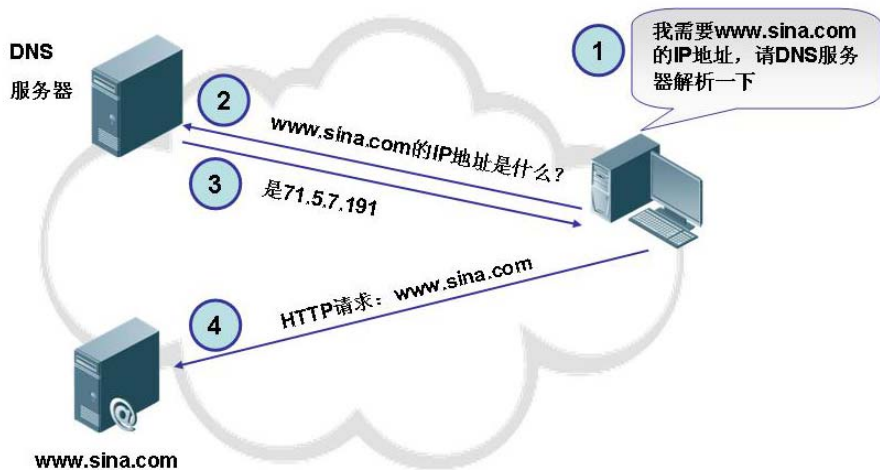 DNS
服务器
1
我需要www.sina.com
的IP地址，请DNS服务
器解析一下
2
www.sina.com的IP地址是什么？
3
是71.5.7.191
4
HTTP请求：www.sina.com
www.sina.com